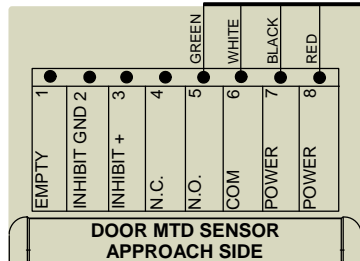 GREEN
WHITE
BLACK
RED
1 EMPTY
2 INHIBIT GND
3 INHIBIT +
4 N.C.
5 N.O.
6 COM
7 POWER
8 POWER
DOOR MTD SENSOR
APPROACH SIDE